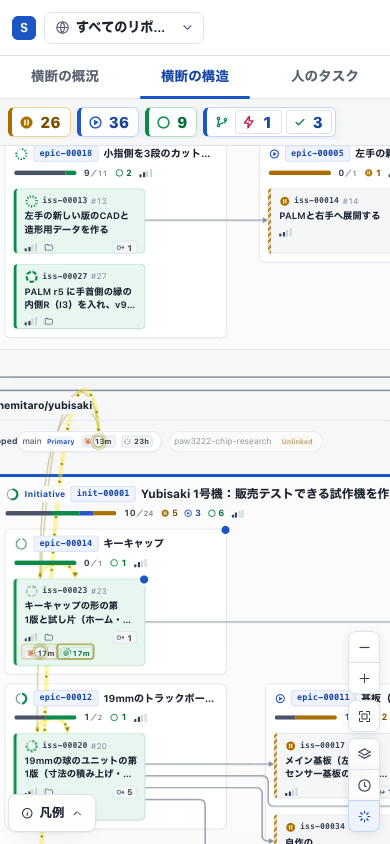 S すべてのリポ...
横断の概況 横断の構造 人のタスク
26 36 9 1 3
epic-00018 小指側を3段のカット...
9/11 2
iss-00013 #13
左手の新しい版のCADと
造形用データを作る
1
iss-00027 #27
PALM r5 に手首側の縁の
内側R（I3）を入れ、v9...
epic-00005 左手の新
0/1 1
iss-00014 #14
PALMと右手へ展開する
nemitaro/yubisaki
pped main Primary 13m 23h paw3222-chip-research Unlinked
Initiative init-00001 Yubisaki 1号機：販売テストできる試作機を作
10/24 5 3 6
epic-00014 キーキャップ
0/1 1
iss-00023 #23
キーキャップの形の第
1版と試し片（ホーム・...
1
17m 17m
epic-00012 19mmのトラックボー...
1/2 1
iss-00020 #20
19mmの球のユニットの第
1版（寸法の積み上げ・...
5
epic-00011 基板（
1
iss-00017
メイン基板（左
センサー基板の
iss-00034
自作の
凡例